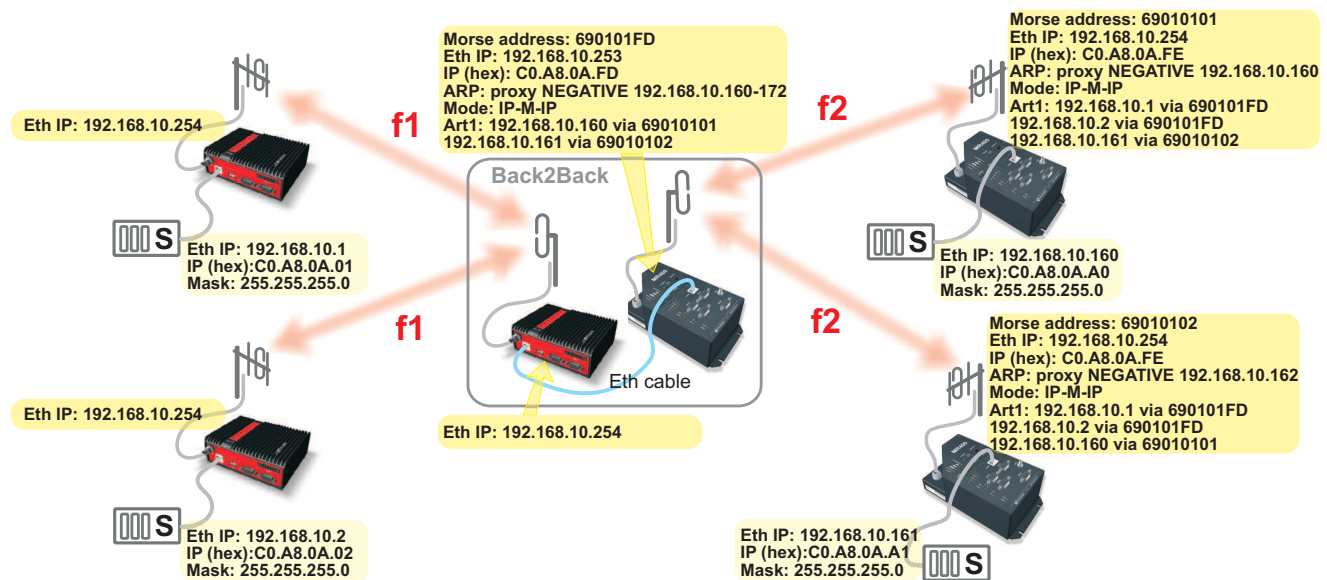 Eth IP: 192.168.10.254
f1
S
Eth IP: 192.168.10.1
IP (hex):C0.A8.0A.01
Mask: 255.255.255.0
Eth IP: 192.168.10.254
f1
S
Eth IP: 192.168.10.2
IP (hex):C0.A8.0A.02
Mask: 255.255.255.0
Morse address: 690101FD
Eth IP: 192.168.10.253
IP (hex): C0.A8.0A.FD
ARP: proxy NEGATIVE 192.168.10.160-172
Mode: IP-M-IP
Art1: 192.168.10.160 via 69010101
192.168.10.161 via 69010102
Back2Back
Eth cable
Eth IP: 192.168.10.254
f2
Morse address: 69010101
Eth IP: 192.168.10.254
IP (hex): C0.A8.0A.FE
ARP: proxy NEGATIVE 192.168.10.160
Mode: IP-M-IP
Art1: 192.168.10.1 via 690101FD
192.168.10.2 via 690101FD
192.168.10.161 via 69010102
S
Eth IP: 192.168.10.160
IP (hex):C0.A8.0A.A0
Mask: 255.255.255.0
f2
Morse address: 69010102
Eth IP: 192.168.10.254
IP (hex): C0.A8.0A.FE
ARP: proxy NEGATIVE 192.168.10.162
Mode: IP-M-IP
Art1: 192.168.10.1 via 690101FD
192.168.10.2 via 690101FD
192.168.10.160 via 69010101
Eth IP: 192.168.10.161
IP (hex):C0.A8.0A.A1
Mask: 255.255.255.0
S